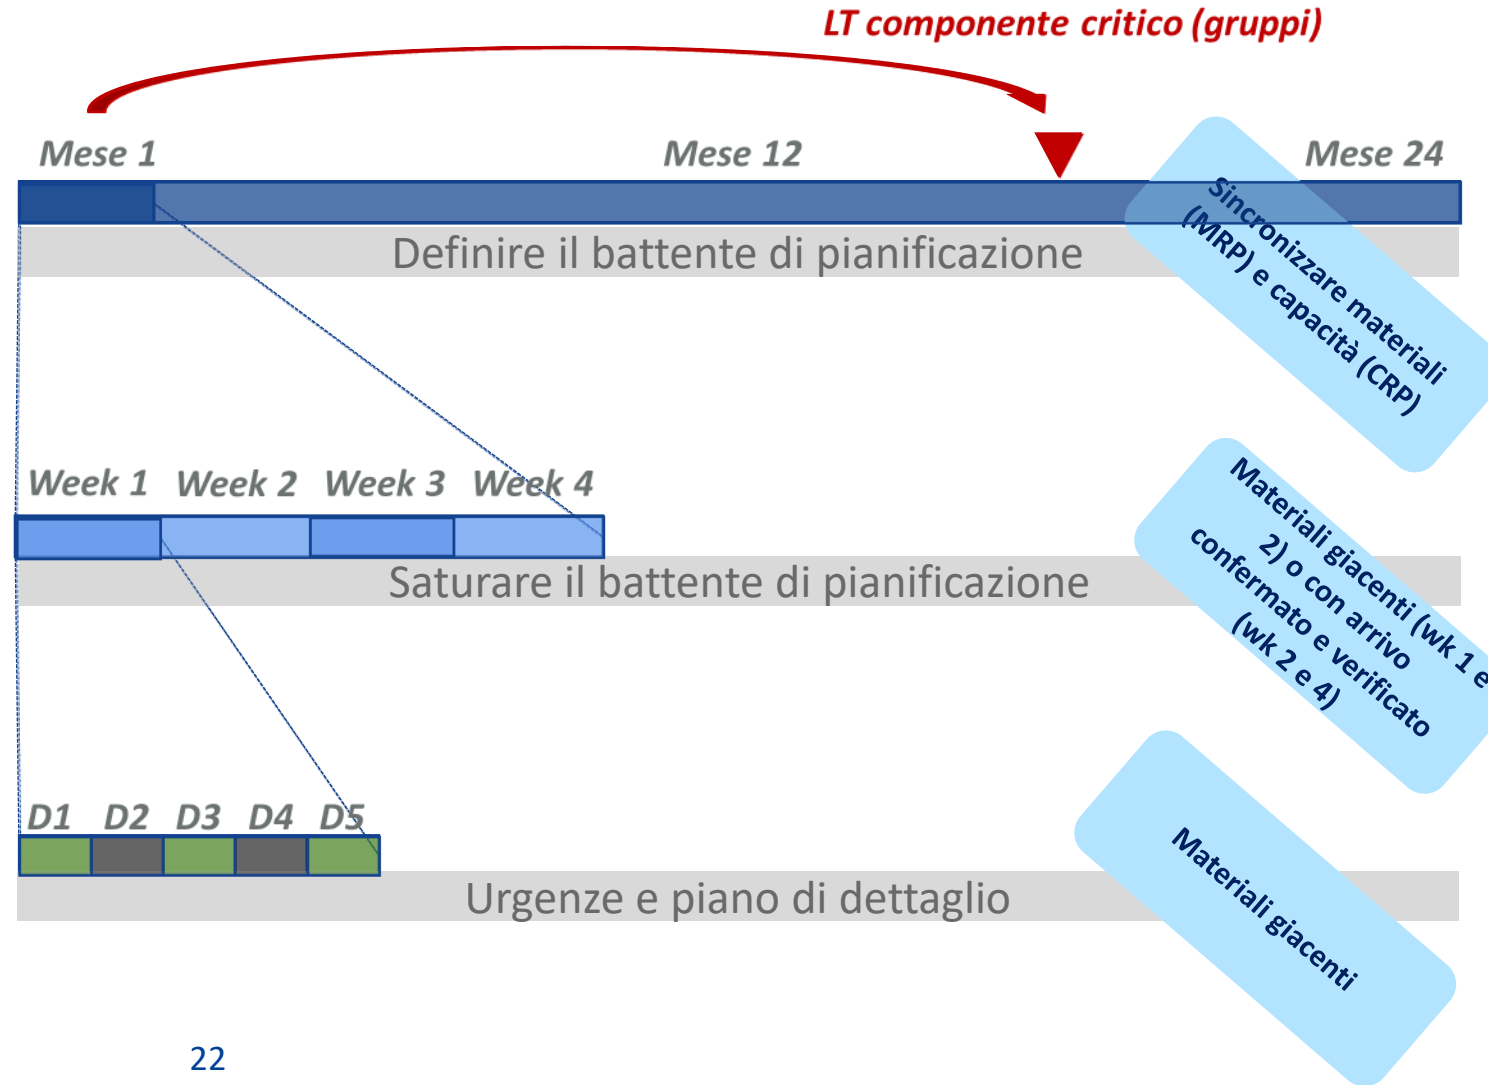 LT componente critico (gruppi)
Mese 1
Mese 12
Mese 24
Definire il battente di pianificazione
Sincronizzare materiali
(MRP) e capacità (CRP)
Week 1
Week 2
Week 3
Week 4
Saturare il battente di pianificazione
Materiali giacenti (wk 1 e
2) o con arrivo
confermato e verificato
(wk 2 e 4)
D1
D2
D3
D4
D5
Urgenze e piano di dettaglio
Materiali giacenti
22